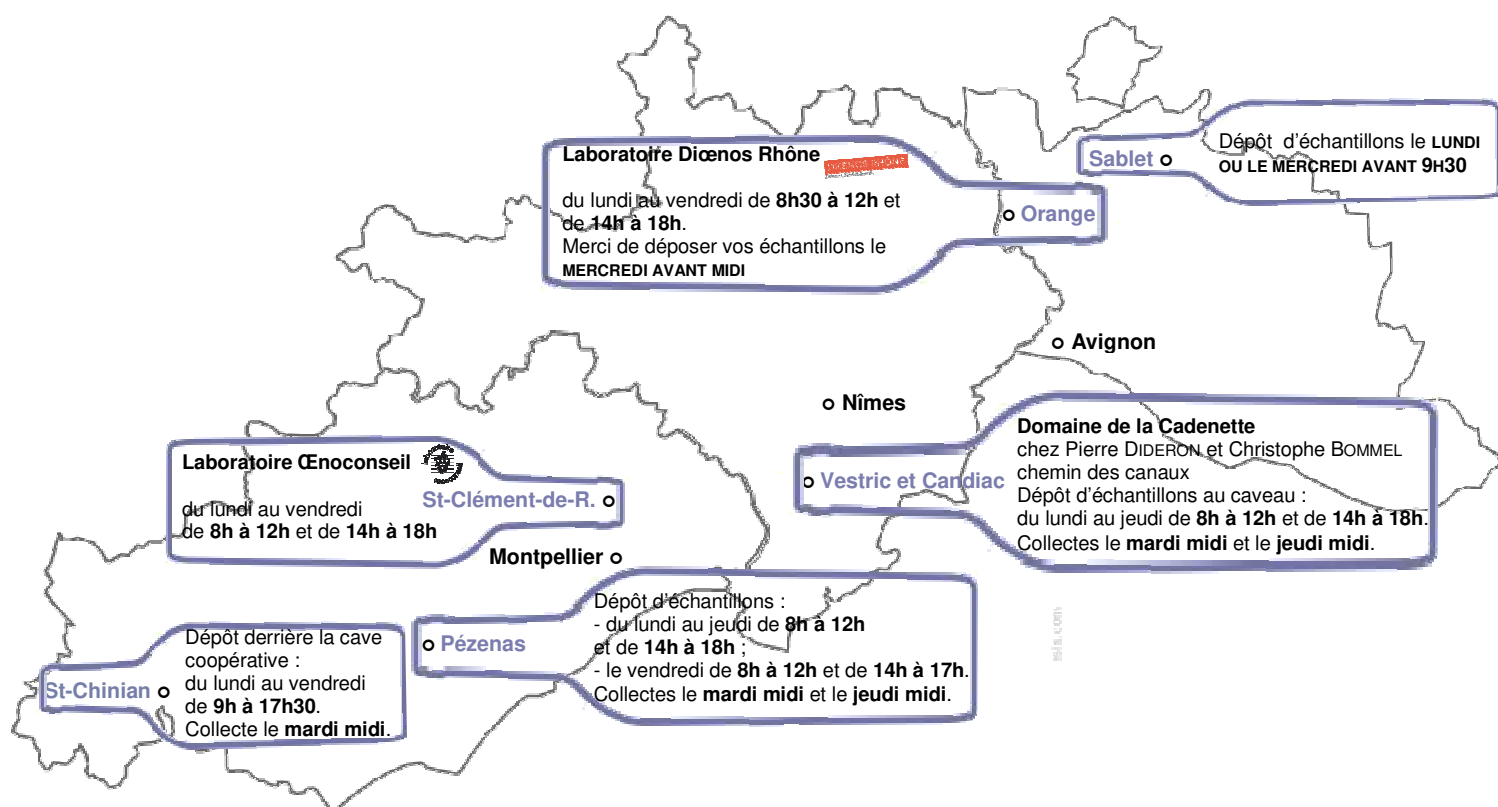 Laboratoire Diœnos Rhône
du lundi au vendredi de 8h30 à 12h et
de 14h à 18h.
Merci de déposer vos échantillons le
MERCREDI AVANT MIDI
Orange
Sablet
Dépôt d'échantillons le LUNDI
OU LE MERCREDI AVANT 9H30
Avignon
Nîmes
Domaine de la Cadenette
chez Pierre DIDERON et Christophe BOMMEL
chemin des canaux
Dépôt d'échantillons au caveau :
du lundi au jeudi de 8h à 12h et de 14h à 18h.
Collectes le mardi midi et le jeudi midi.
Vestric et Candiac
Laboratoire Œnoconseil
du lundi au vendredi
de 8h à 12h et de 14h à 18h
St-Clément-de-R.
Montpellier
Pézenas
Dépôt d'échantillons :
- du lundi au jeudi de 8h à 12h
et de 14h à 18h ;
- le vendredi de 8h à 12h et de 14h à 17h.
Collectes le mardi midi et le jeudi midi.
St-Chinian
Dépôt derrière la cave
coopérative :
du lundi au vendredi
de 9h à 17h30.
Collecte le mardi midi.